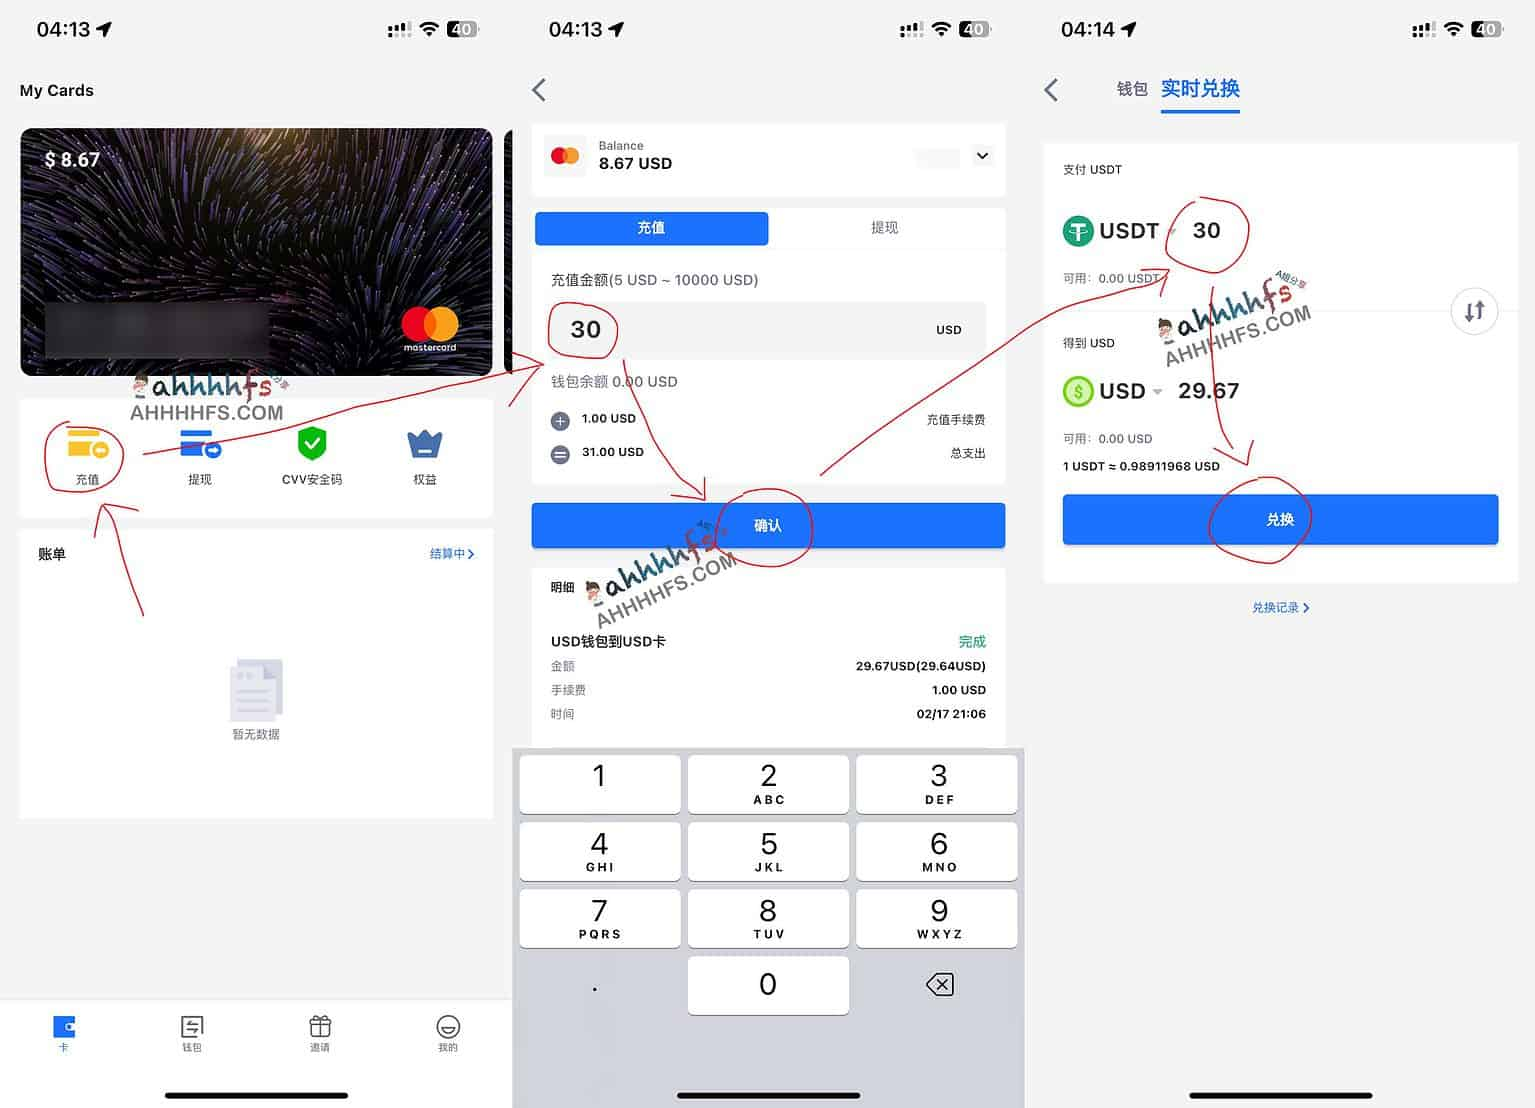 04:13
40
My Cards
$ 8.67
mastercard
ahhhhfs
AHHHHFS.COM
充值
提现
CVV安全码
权益
账单
结算中
暂无数据
卡
钱包
邀请
我的
04:13
40
Balance
8.67 USD
充值
提现
充值金额(5 USD ~ 10000 USD)
30
USD
钱包余额 0.00 USD
1.00 USD
充值手续费
31.00 USD
总支出
确认
ahhhhfs
AHHHHFS.COM
明细
USD钱包到USD卡
完成
金额
29.67USD(29.64USD)
手续费
1.00 USD
时间
02/17 21:06
1
2
ABC
3
DEF
4
GHI
5
JKL
6
MNO
7
PQRS
8
TUV
9
WXYZ
.
0
04:14
40
钱包
实时兑换
支付 USDT
USDT
30
可用：0.00 USDT
A姐分享
ahhhhfs
AHHHHFS.COM
得到 USD
$
USD
29.67
可用：0.00 USD
1 USDT ≈ 0.98911968 USD
兑换
兑换记录